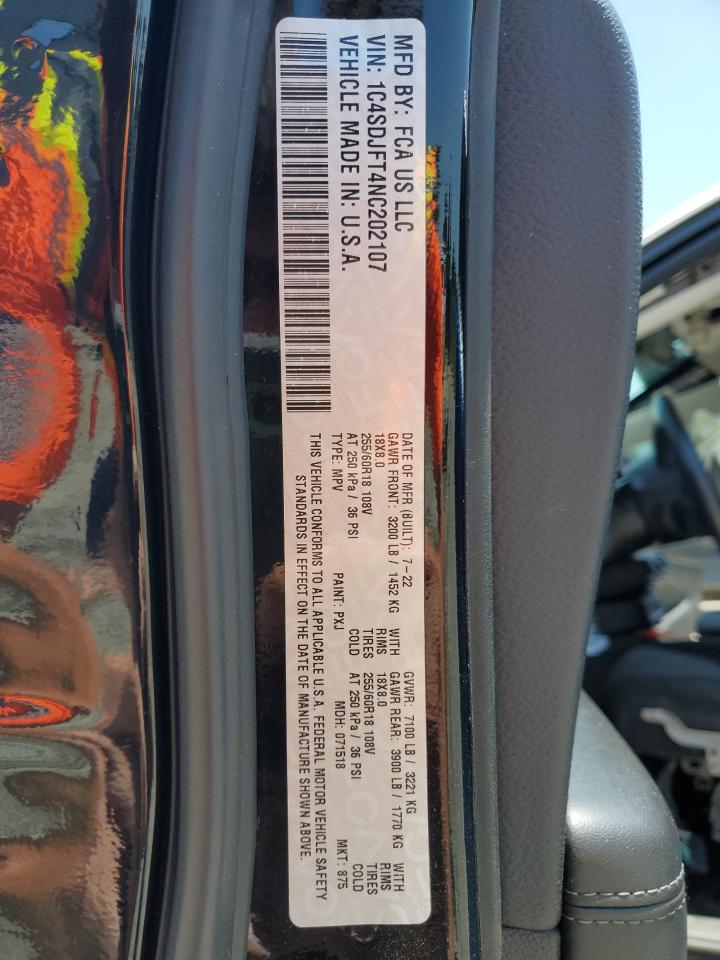 MFD BY: FCA US LLC
VIN: 1C4SDJFT4NC202107
VEHICLE MADE IN: U.S.A.
DATE OF MFR (BUILT): 7-22 GVWR: 7100 LB / 3221 KG
GAWR FRONT: 3200 LB / 1452 KG WITH GAWR REAR: 3900 LB / 1770 KG WITH
18X8.0 RIMS 18X8.0 RIMS
255/60R18 108V TIRES 255/60R18 108V TIRES
AT 250 kPa / 36 PSI COLD AT 250 kPa / 36 PSI COLD
TYPE: MPV PAINT: PXJ MDH: 071518 MKT: 875
THIS VEHICLE CONFORMS TO ALL APPLICABLE U.S.A. FEDERAL MOTOR VEHICLE SAFETY
STANDARDS IN EFFECT ON THE DATE OF MANUFACTURE SHOWN ABOVE.